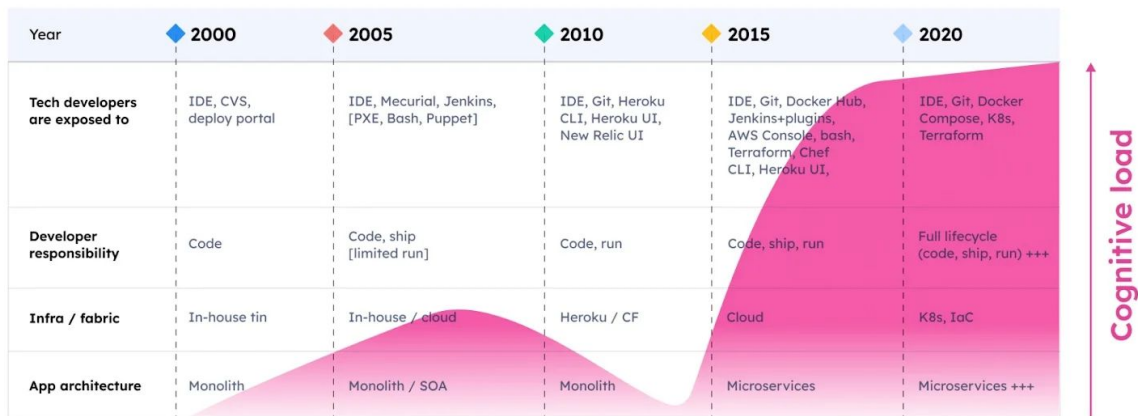 Year 2000 2005 2010 2015 2020
Tech developers
are exposed to
IDE, CVS,
deploy portal
IDE, Mecurial, Jenkins,
[PXE, Bash, Puppet]
IDE, Git, Heroku
CLI, Heroku UI,
New Relic UI
IDE, Git, Docker Hub,
Jenkins+plugins,
AWS Console, bash,
Terraform, Chef
CLI, Heroku UI,
IDE, Git, Docker
Compose, K8s,
Terraform
Developer
responsibility
Code
Code, ship
[limited run]
Code, run
Code, ship, run
Full lifecycle
(code, ship, run) +++
Infra / fabric
In-house tin
In-house / cloud
Heroku / CF
Cloud
K8s, IaC
App architecture
Monolith
Monolith / SOA
Monolith
Microservices
Microservices +++
Cognitive load